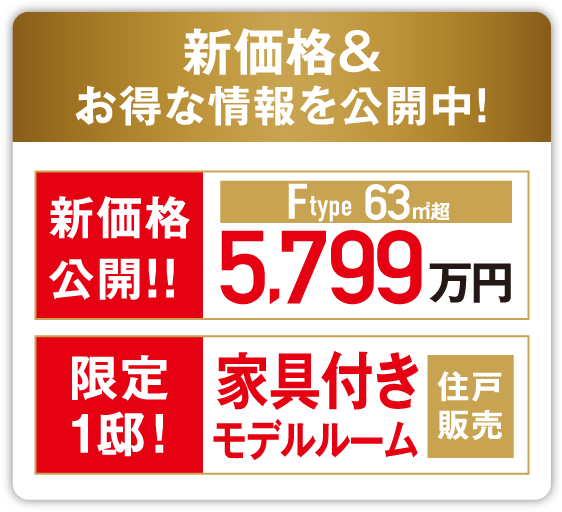 新価格&
お得な情報を公開中!
新価格
公開!!
Ftype 63㎡超
5,799万円
限定
1邸!
家具付き
モデルルーム
住戸
販売